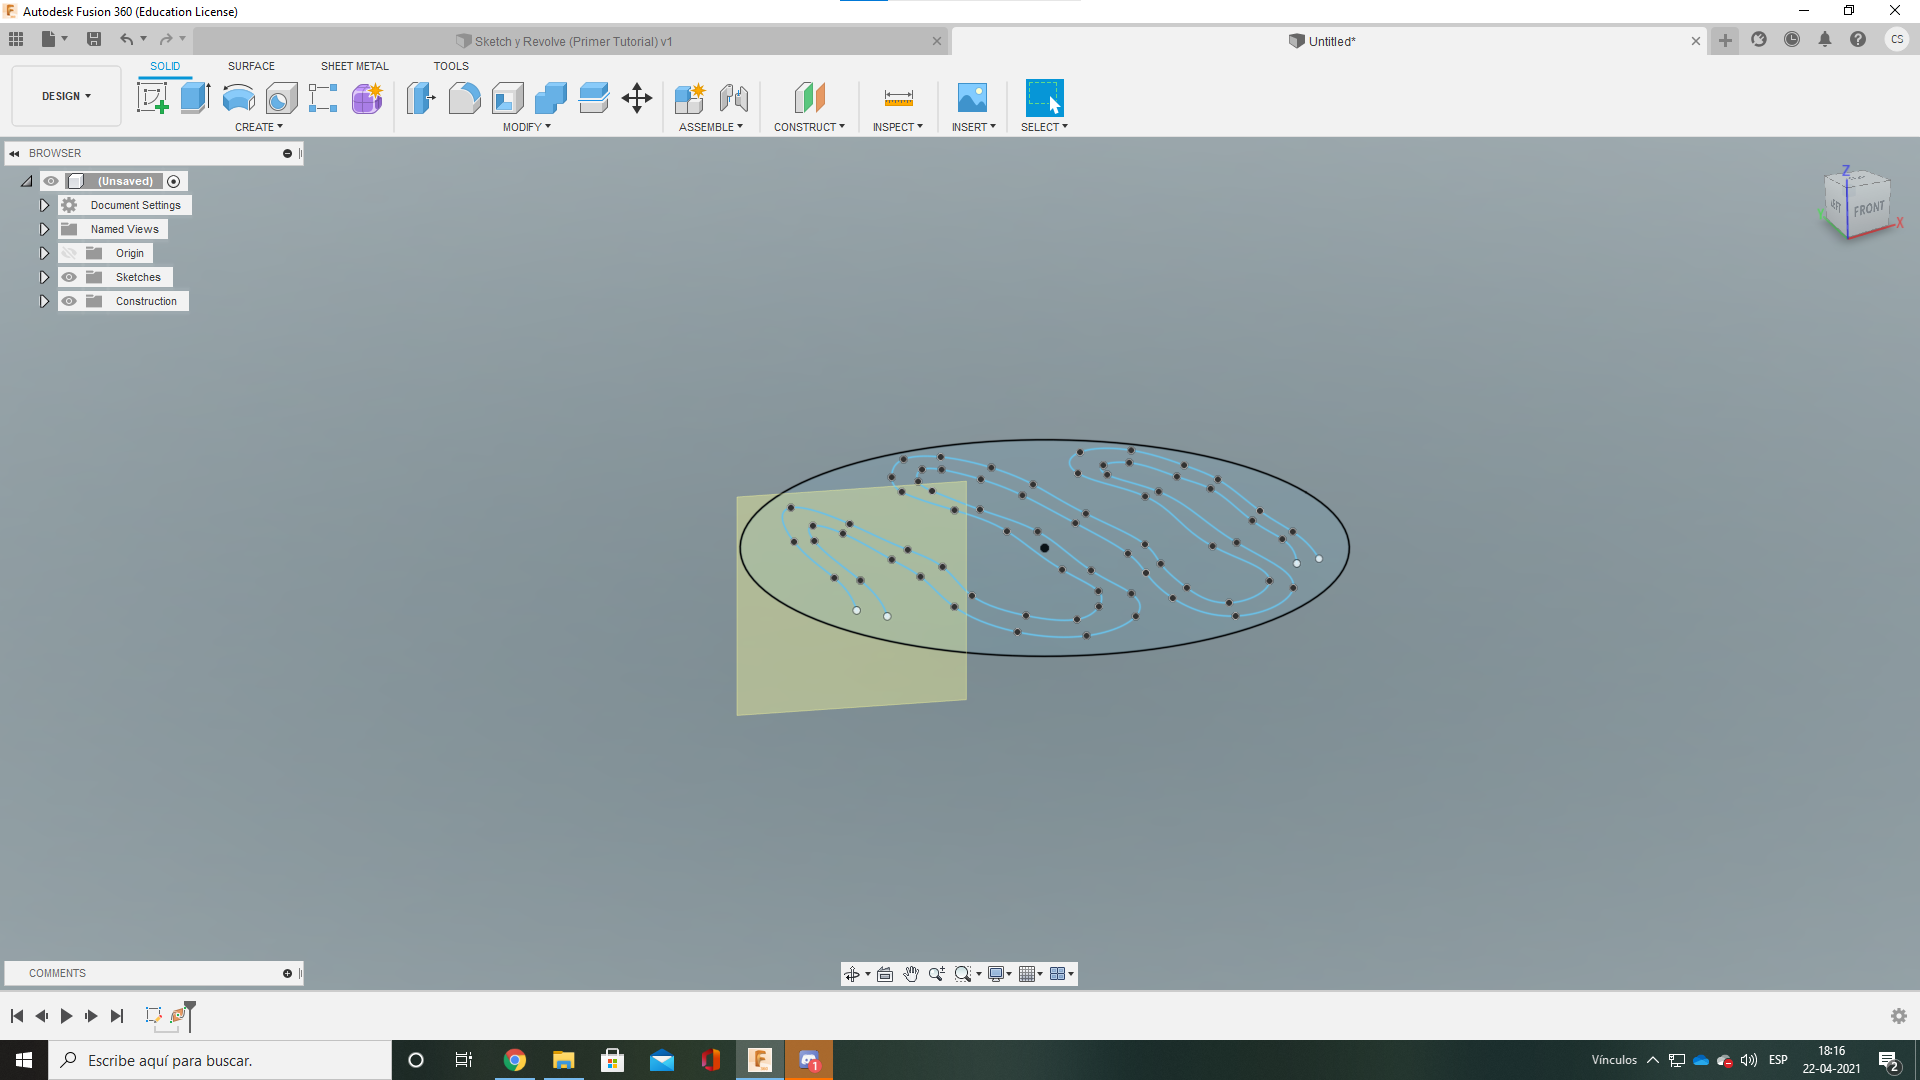 Autodesk Fusion 360 (Education License)
Sketch y Revolve (Primer Tutorial) v1
Untitled*
CS
DESIGN
SOLID
SURFACE
SHEET METAL
TOOLS
CREATE
MODIFY
ASSEMBLE
CONSTRUCT
INSPECT
INSERT
SELECT
BROWSER
(Unsaved)
Document Settings
Named Views
Origin
Sketches
Construction
Z
LEFT
FRONT
X
COMMENTS
Escribe aquí para buscar.
1
Vínculos
ESP
18:16
22-04-2021
2